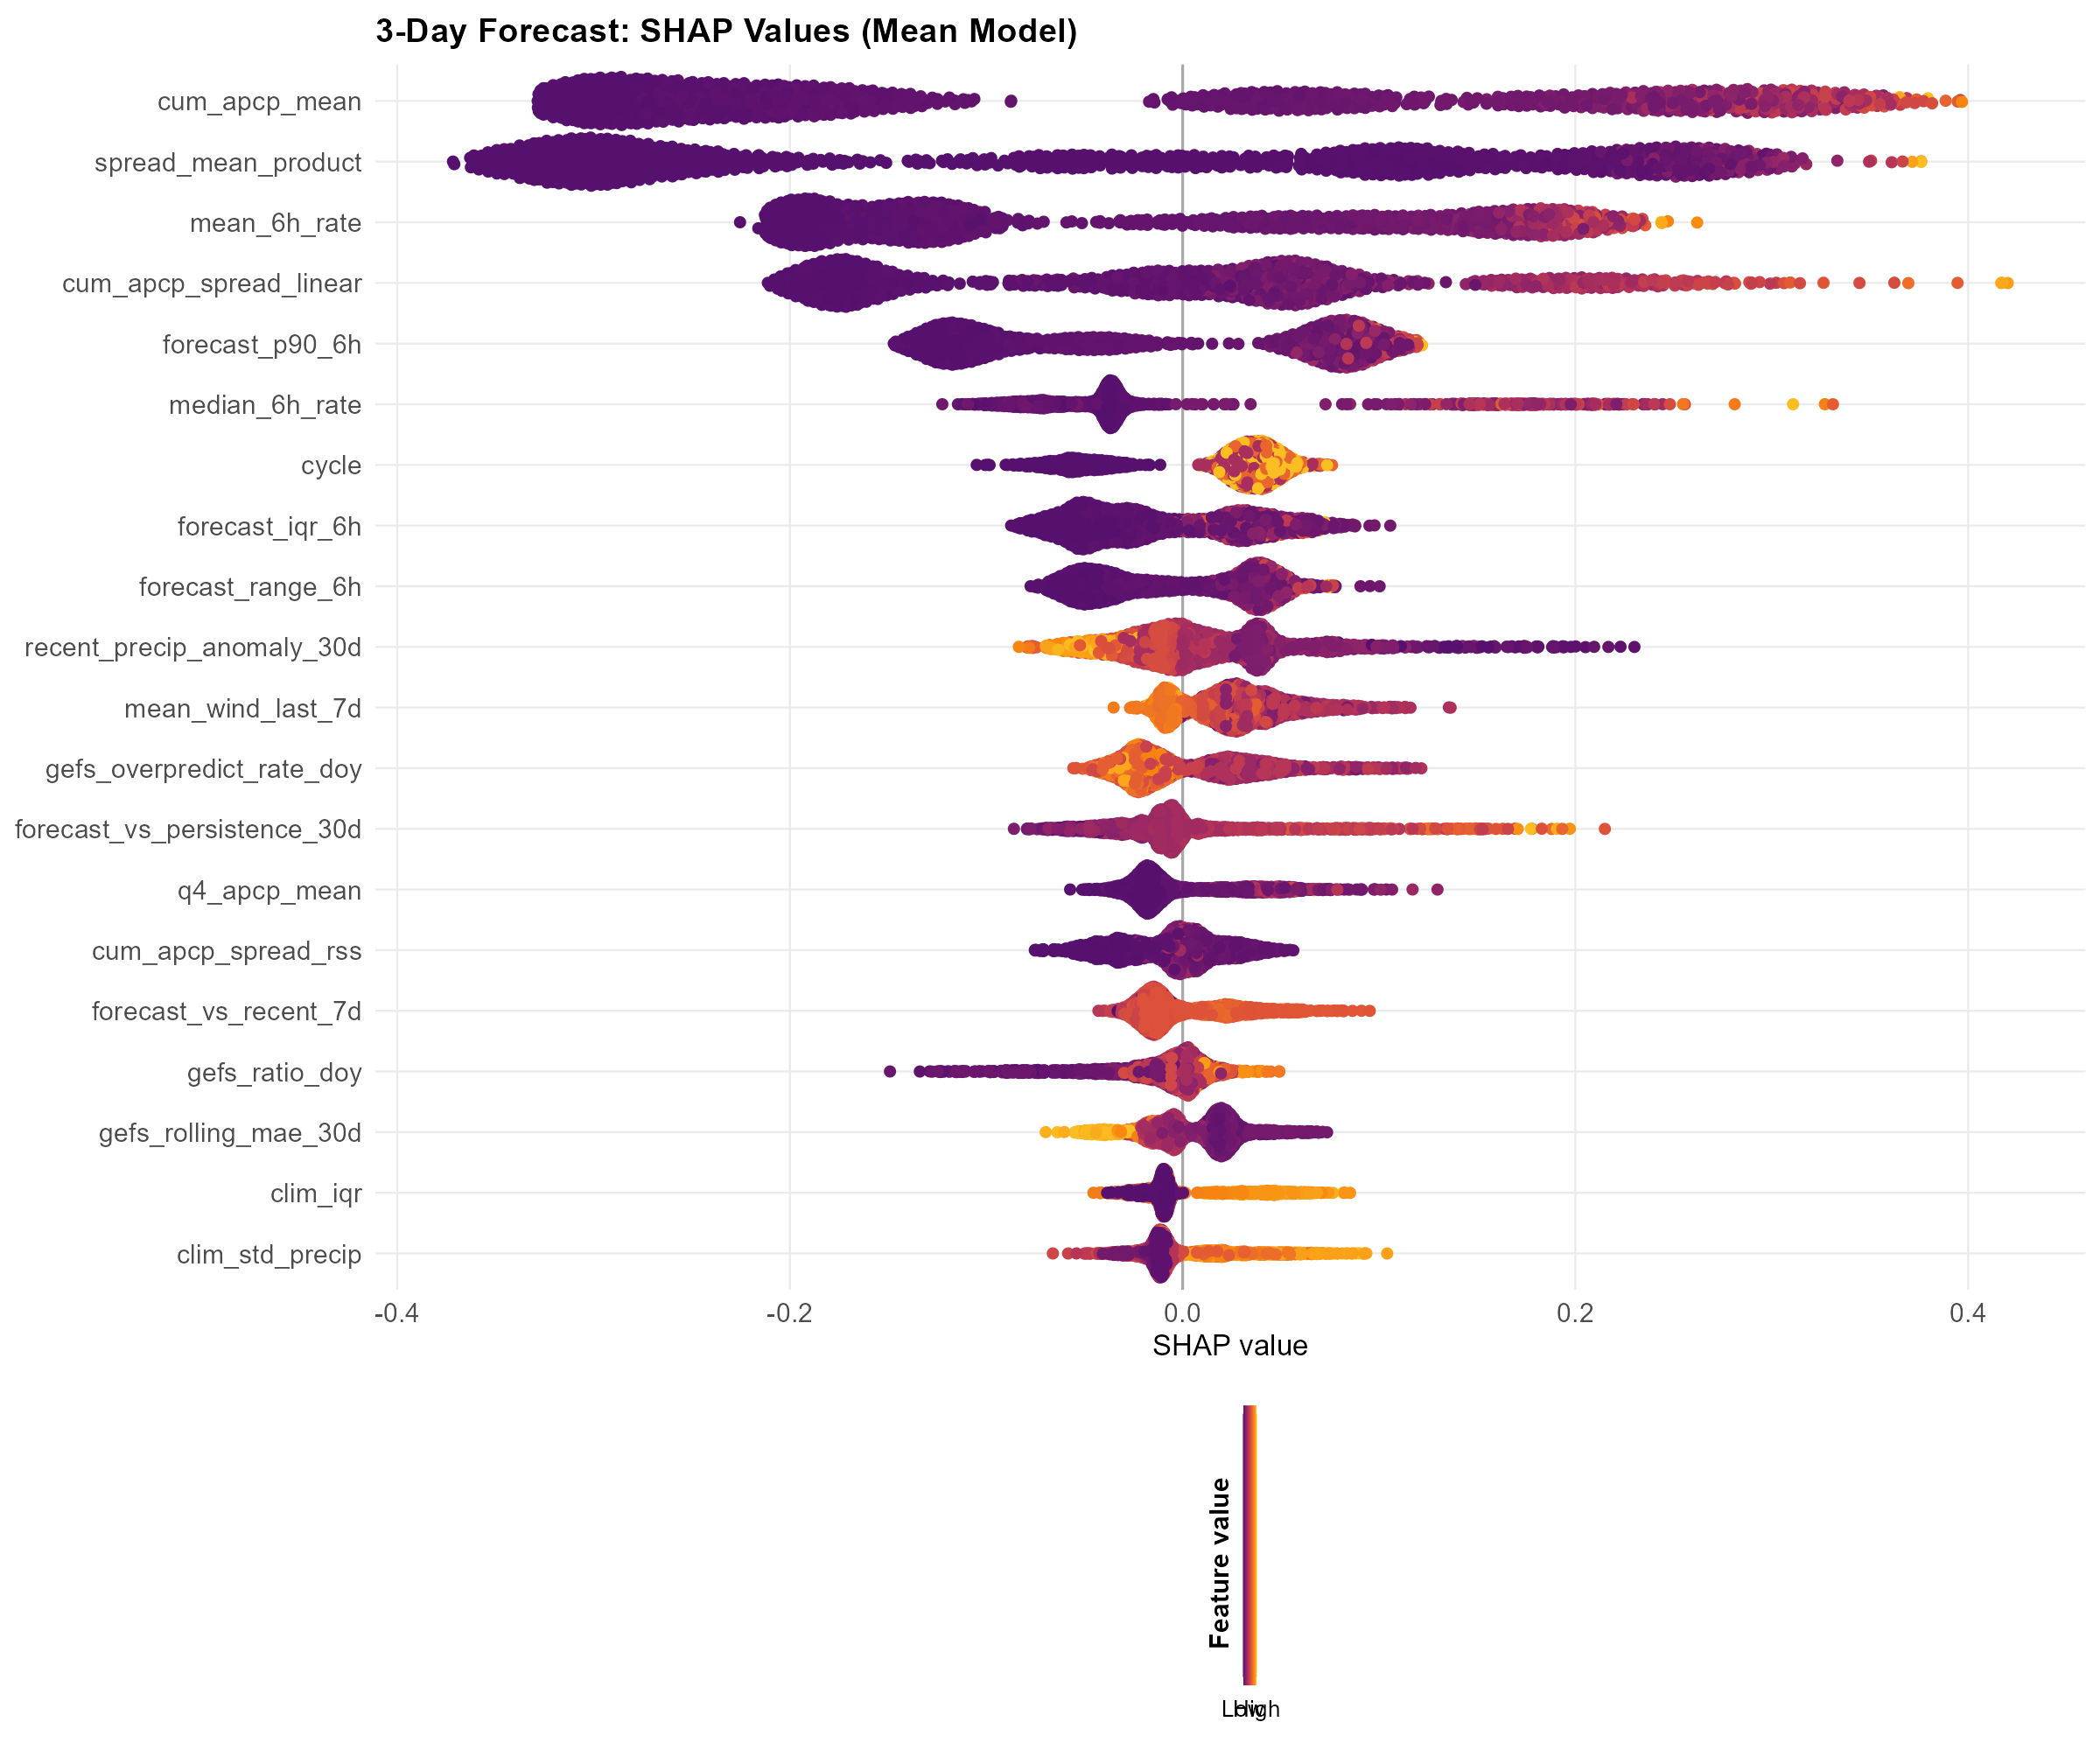 3-Day Forecast: SHAP Values (Mean Model)
cum_apcp_mean
spread_mean_product
mean_6h_rate
cum_apcp_spread_linear
forecast_p90_6h
median_6h_rate
cycle
forecast_iqr_6h
forecast_range_6h
recent_precip_anomaly_30d
mean_wind_last_7d
gefs_overpredict_rate_doy
forecast_vs_persistence_30d
q4_apcp_mean
cum_apcp_spread_rss
forecast_vs_recent_7d
gefs_ratio_doy
gefs_rolling_mae_30d
clim_iqr
clim_std_precip
-0.4 -0.2 0.0 0.2 0.4
SHAP value
Feature value
Low High